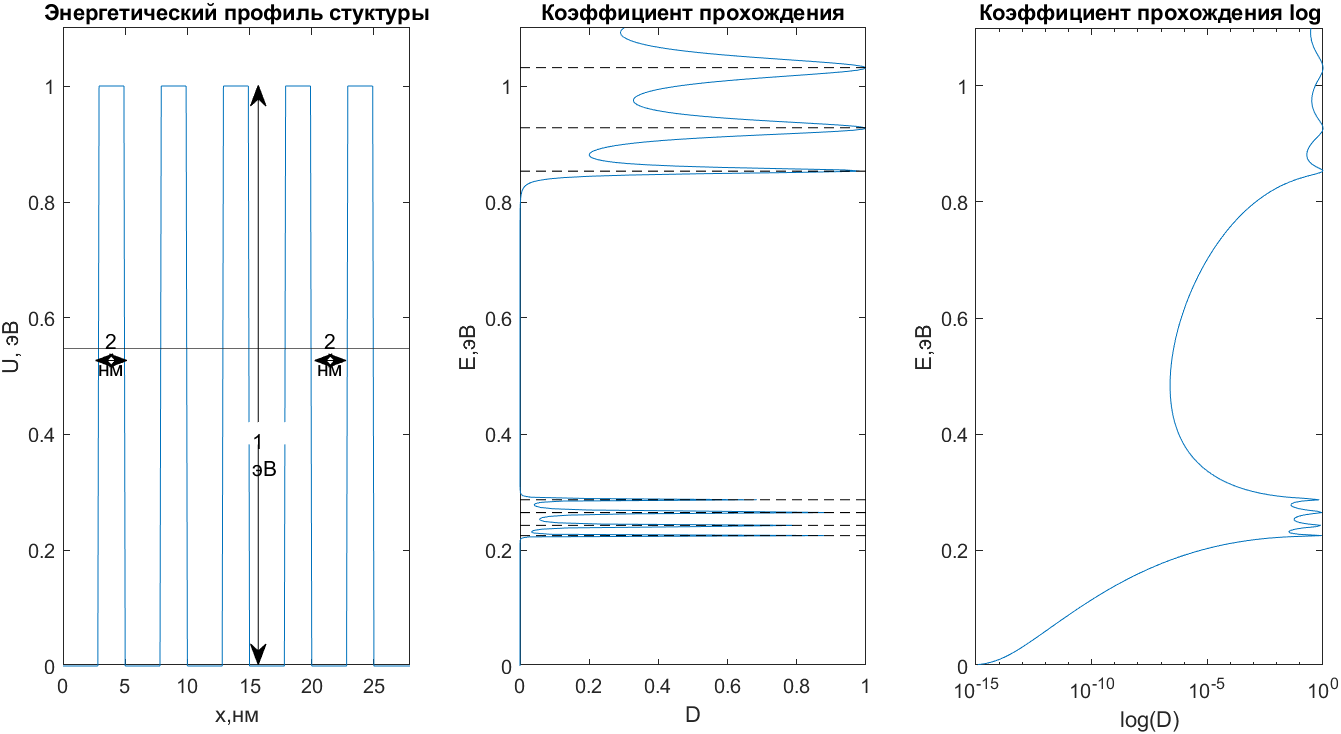 Энергетический профиль стуктуры
1
0.8
0.6
0.4
0.2
0
U, эВ
2
нм
2
нм
1
эВ
0 5 10 15 20 25
x,нм
Коэффициент прохождения
1
0.8
0.6
0.4
0.2
0
E,эВ
0 0.2 0.4 0.6 0.8 1
D
Коэффициент прохождения log
1
0.8
0.6
0.4
0.2
0
E,эВ
10^-15 10^-10 10^-5 10^0
log(D)